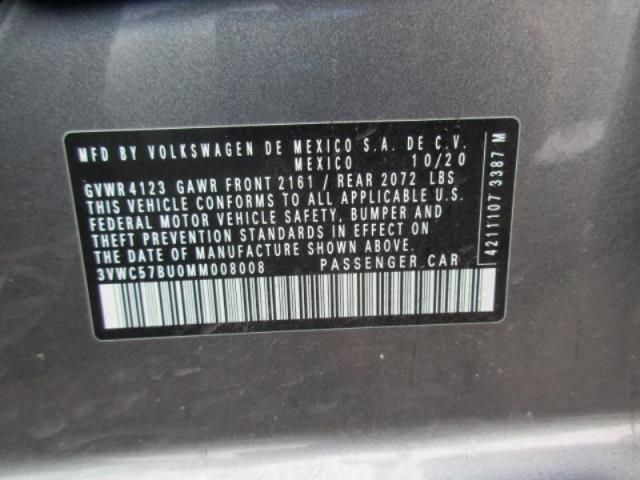 MFD BY VOLKSWAGEN DE MEXICO S.A. DE C.V.
MEXICO 10/20
GVWR 4123 GAWR FRONT 2161 / REAR 2072 LBS
THIS VEHICLE CONFORMS TO ALL APPLICABLE U.S.
FEDERAL MOTOR VEHICLE SAFETY, BUMPER AND
THEFT PREVENTION STANDARDS IN EFFECT ON
THE DATE OF MANUFACTURE SHOWN ABOVE.
3VWC57BU0MM008008 PASSENGER CAR
4211107 3387 M